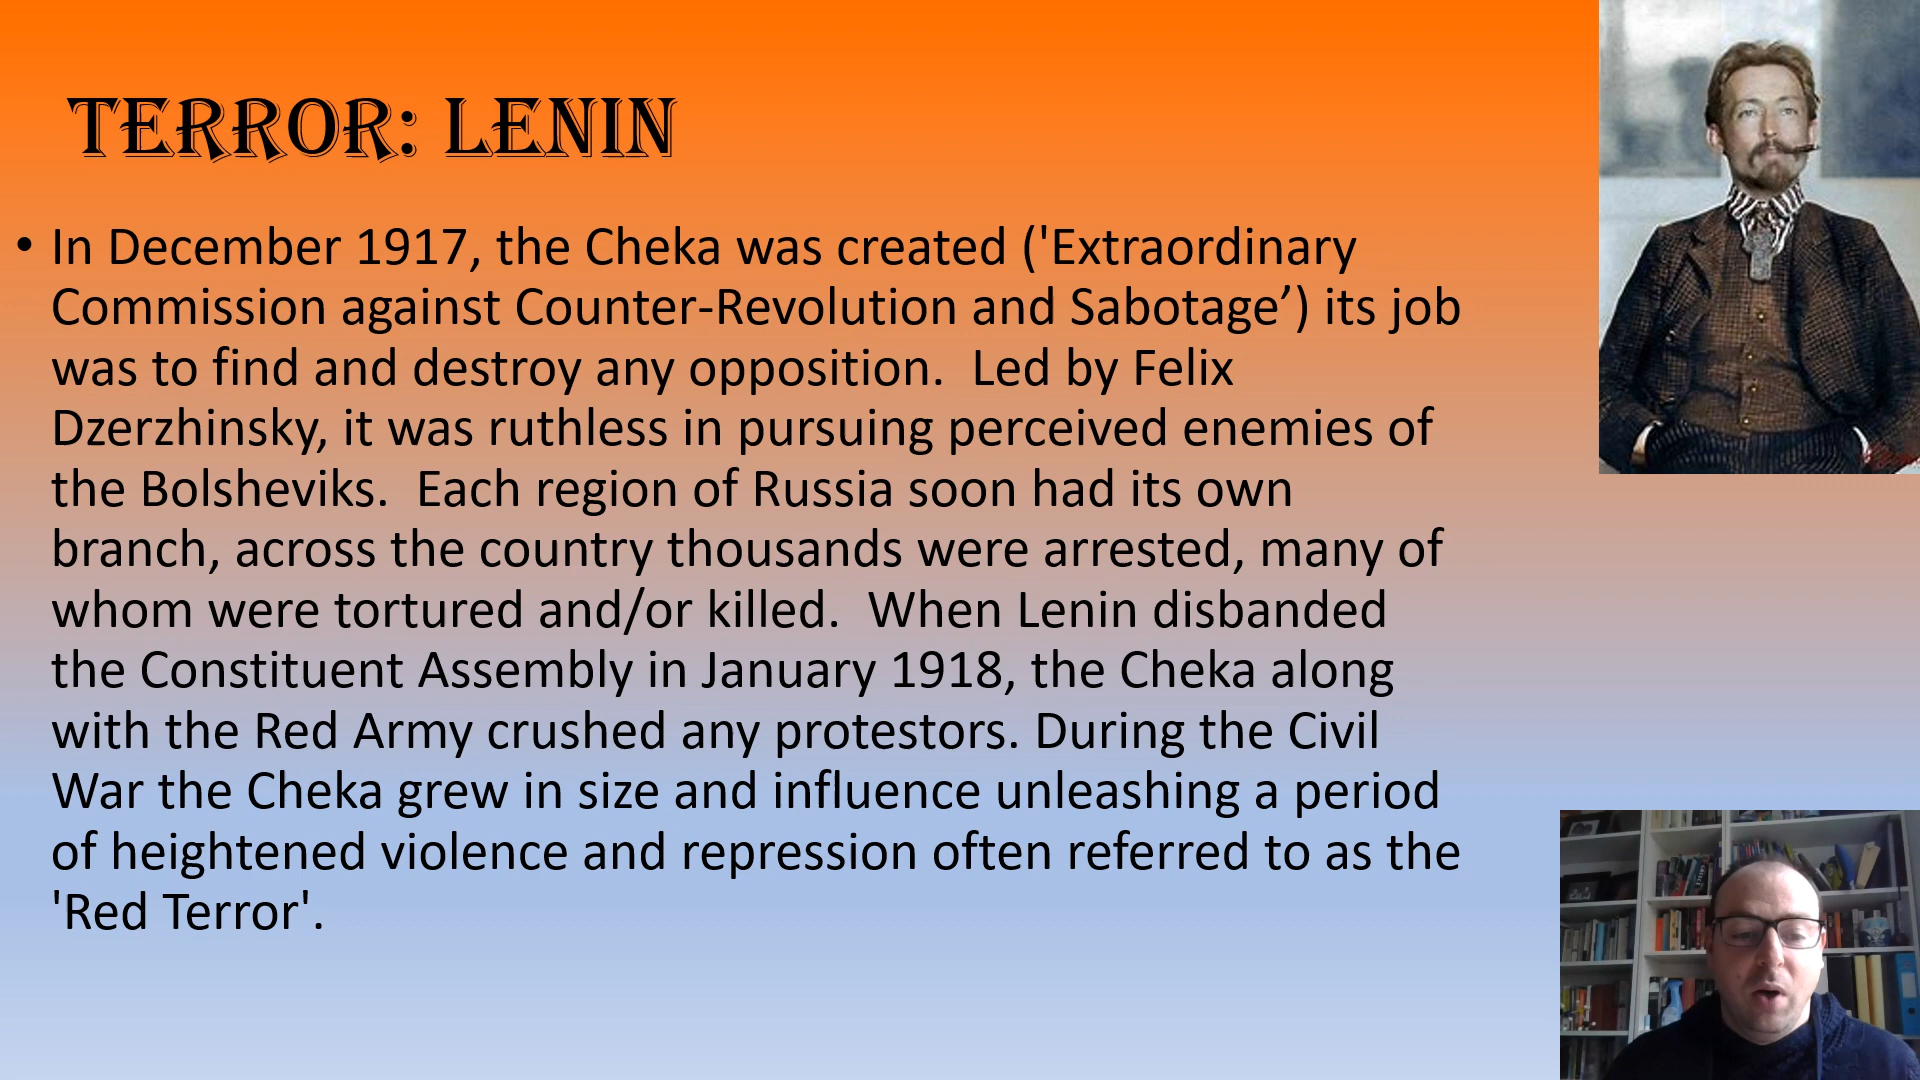 TERROR: LENIN
• In December 1917, the Cheka was created ('Extraordinary
Commission against Counter-Revolution and Sabotage’) its job
was to find and destroy any opposition.  Led by Felix
Dzerzhinsky, it was ruthless in pursuing perceived enemies of
the Bolsheviks.  Each region of Russia soon had its own
branch, across the country thousands were arrested, many of
whom were tortured and/or killed.  When Lenin disbanded
the Constituent Assembly in January 1918, the Cheka along
with the Red Army crushed any protestors. During the Civil
War the Cheka grew in size and influence unleashing a period
of heightened violence and repression often referred to as the
'Red Terror'.